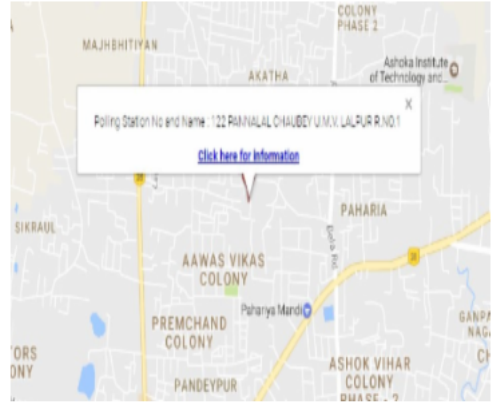 COLONY
PHASE 2
MAJHBHITIYAN
Ashoka Institute
of Technology and...
AKATHA
X
Polling Station No and Name : 122 PANNALAL CHAUBEY U.M.V. LALPUR R.NO.1
Click here for Information
PAHARIA
SIKRAUL
AAWAS VIKAS
COLONY
Pahariya Mandi
PREMCHAND
COLONY
GANPA
NAG
ORS
ONY
CH
ASHOK VIHAR
COLONY
PHASE - 2
PANDEYPUR